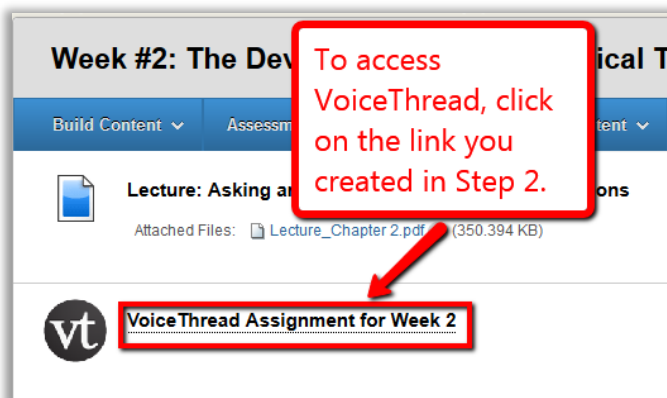 Week #2: The Dev ical T
To access
VoiceThread, click
on the link you
created in Step 2.
Build Content Assessm tent
Lecture: Asking a ons
Attached Files: Lecture_Chapter 2.pdf (350.394 KB)
vt
VoiceThread Assignment for Week 2